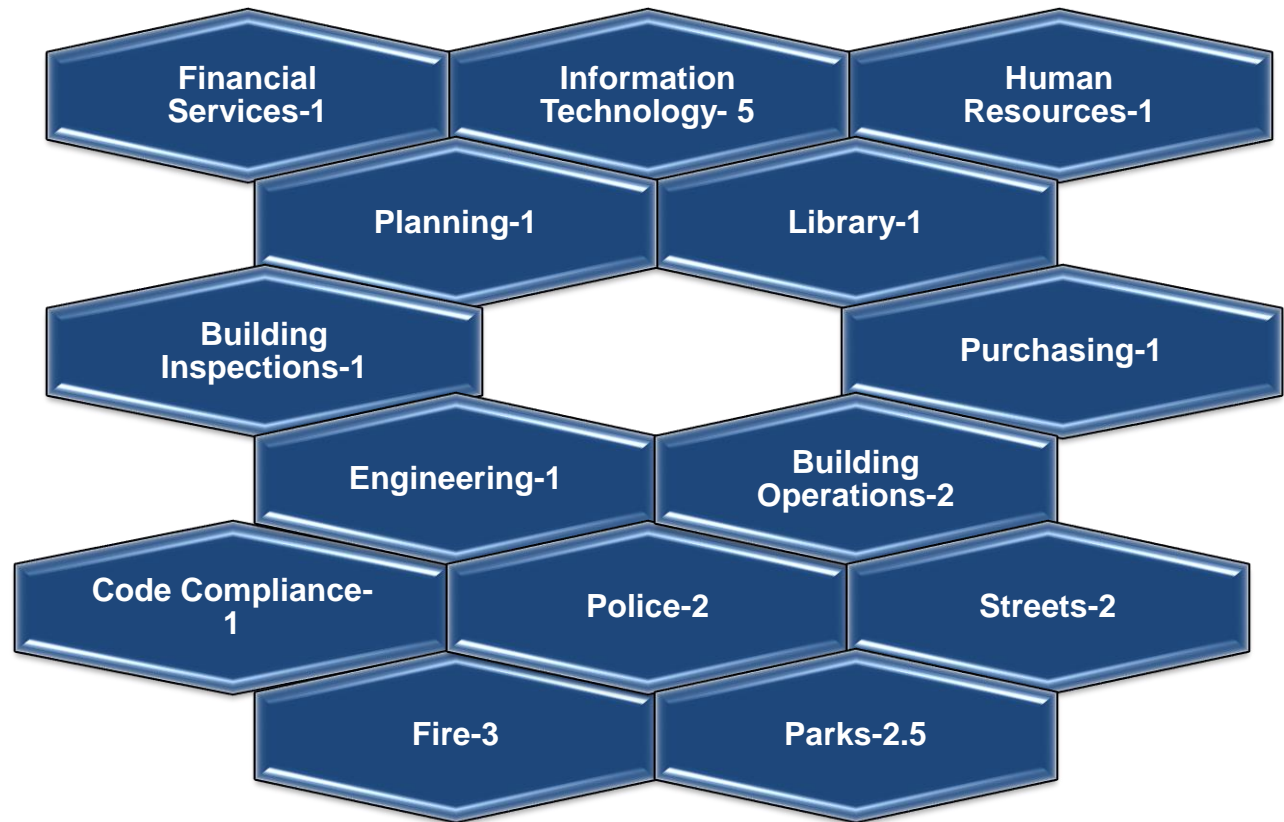 Financial
Services-1
Information
Technology- 5
Human
Resources-1
Planning-1
Library-1
Building
Inspections-1
Purchasing-1
Engineering-1
Building
Operations-2
Code Compliance-
1
Police-2
Streets-2
Fire-3
Parks-2.5